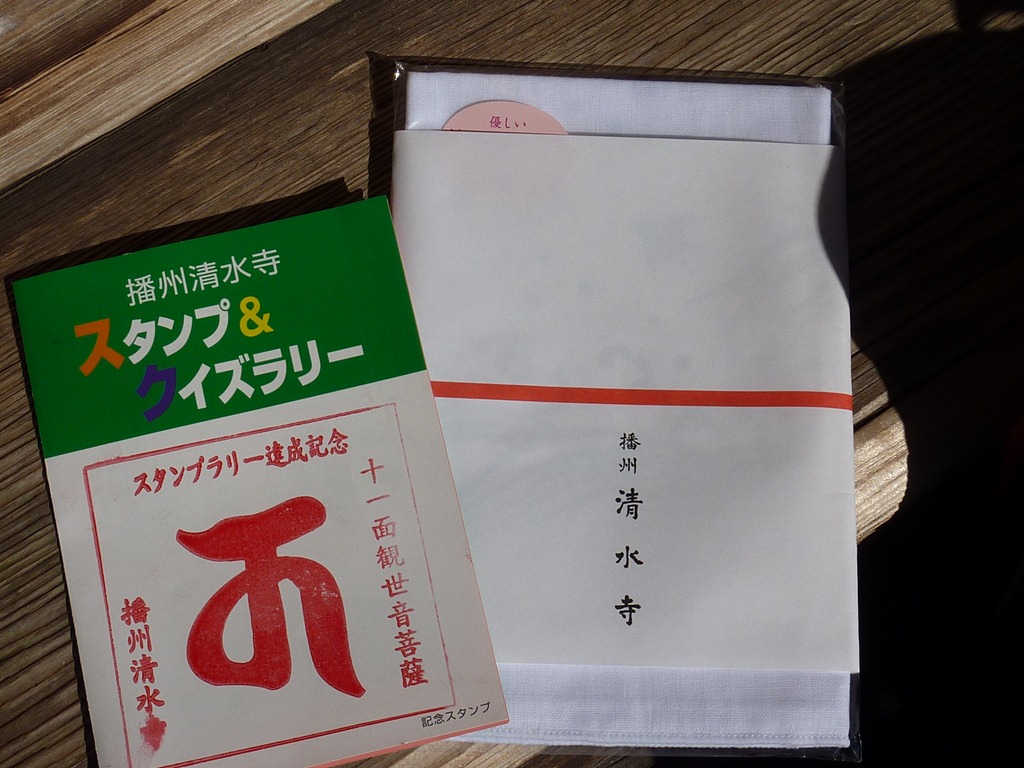 播州清水寺
スタンプ&
クイズラリー
スタンプラリー達成記念
十一面観世音菩薩
播州清水
記念スタンプ
優しい
播州
清水寺